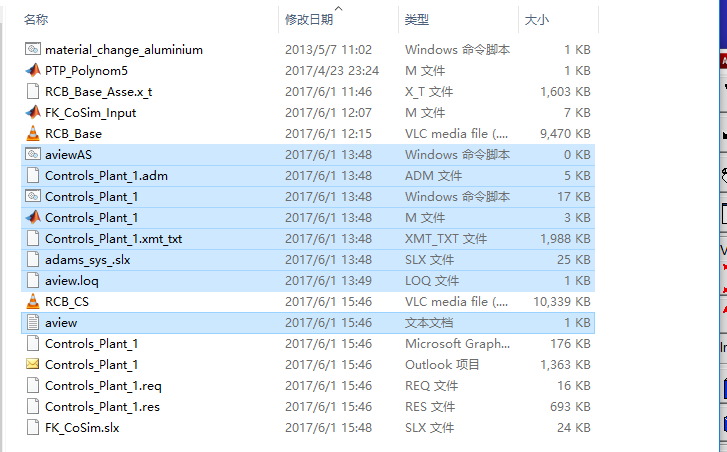 名称 修改日期 类型 大小
material_change_aluminium 2013/5/7 11:02 Windows 命令脚本 1 KB
PTP_Polynom5 2017/4/23 23:24 M 文件 1 KB
RCB_Base_Asse.x_t 2017/6/1 11:46 X_T 文件 1,603 KB
FK_CoSim_Input 2017/6/1 12:07 M 文件 7 KB
RCB_Base 2017/6/1 12:15 VLC media file (.... 9,470 KB
aviewAS 2017/6/1 13:48 Windows 命令脚本 0 KB
Controls_Plant_1.adm 2017/6/1 13:48 ADM 文件 5 KB
Controls_Plant_1 2017/6/1 13:48 Windows 命令脚本 17 KB
Controls_Plant_1 2017/6/1 13:48 M 文件 3 KB
Controls_Plant_1.xmt_txt 2017/6/1 13:48 XMT_TXT 文件 1,988 KB
adams_sys_.slx 2017/6/1 13:48 SLX 文件 25 KB
aview.loq 2017/6/1 13:49 LOQ 文件 1 KB
RCB_CS 2017/6/1 15:46 VLC media file (.... 10,339 KB
aview 2017/6/1 15:46 文本文档 1 KB
Controls_Plant_1 2017/6/1 15:46 Microsoft Graph... 176 KB
Controls_Plant_1 2017/6/1 15:46 Outlook 项目 1,363 KB
Controls_Plant_1.req 2017/6/1 15:46 REQ 文件 16 KB
Controls_Plant_1.res 2017/6/1 15:46 RES 文件 693 KB
FK_CoSim.slx 2017/6/1 15:48 SLX 文件 24 KB